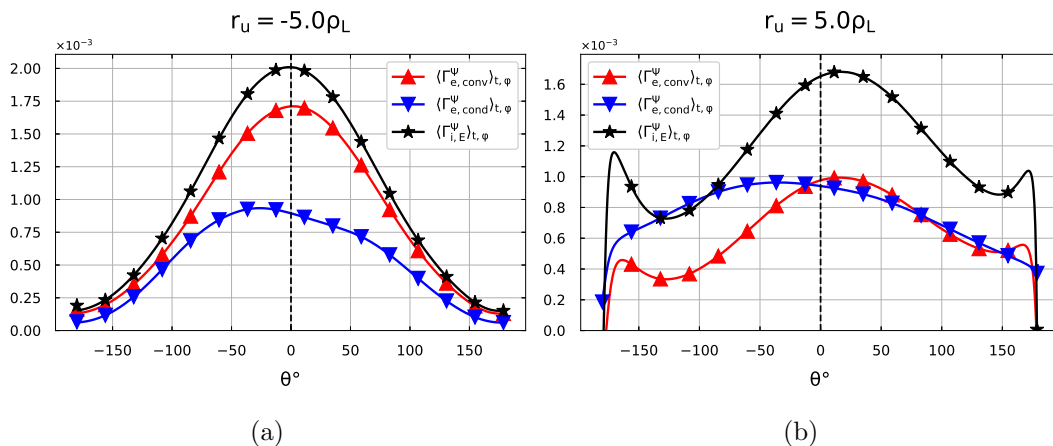 r_u = -5.0ρ_L
×10⁻³
2.00
1.75
1.50
1.25
1.00
0.75
0.50
0.25
0.00
−150 −100 −50 0 50 100 150
θ°
⟨Γ^Ψ_e, conv⟩_t, φ
⟨Γ^Ψ_e, cond⟩_t, φ
⟨Γ^Ψ_i, E⟩_t, φ
(a)
r_u = 5.0ρ_L
×10⁻³
1.6
1.4
1.2
1.0
0.8
0.6
0.4
0.2
0.0
−150 −100 −50 0 50 100 150
θ°
⟨Γ^Ψ_e, conv⟩_t, φ
⟨Γ^Ψ_e, cond⟩_t, φ
⟨Γ^Ψ_i, E⟩_t, φ
(b)